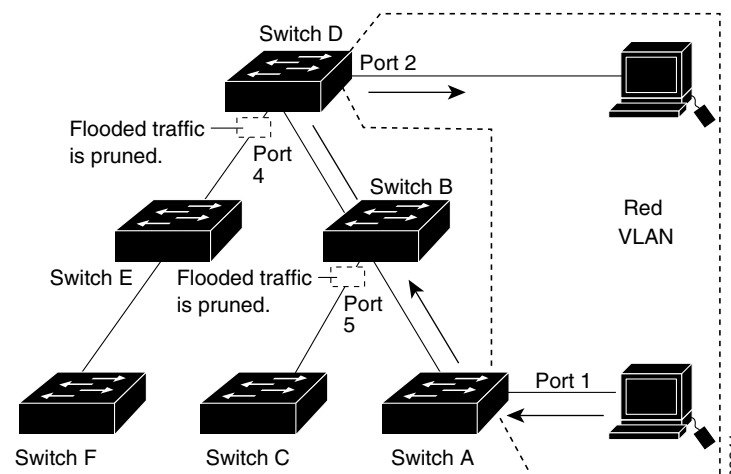 Switch D
Port 2
Flooded traffic
is pruned.
Port
4
Switch B
Red
VLAN
Switch E
Flooded traffic
is pruned.
Port
5
Port 1
Switch F
Switch C
Switch A